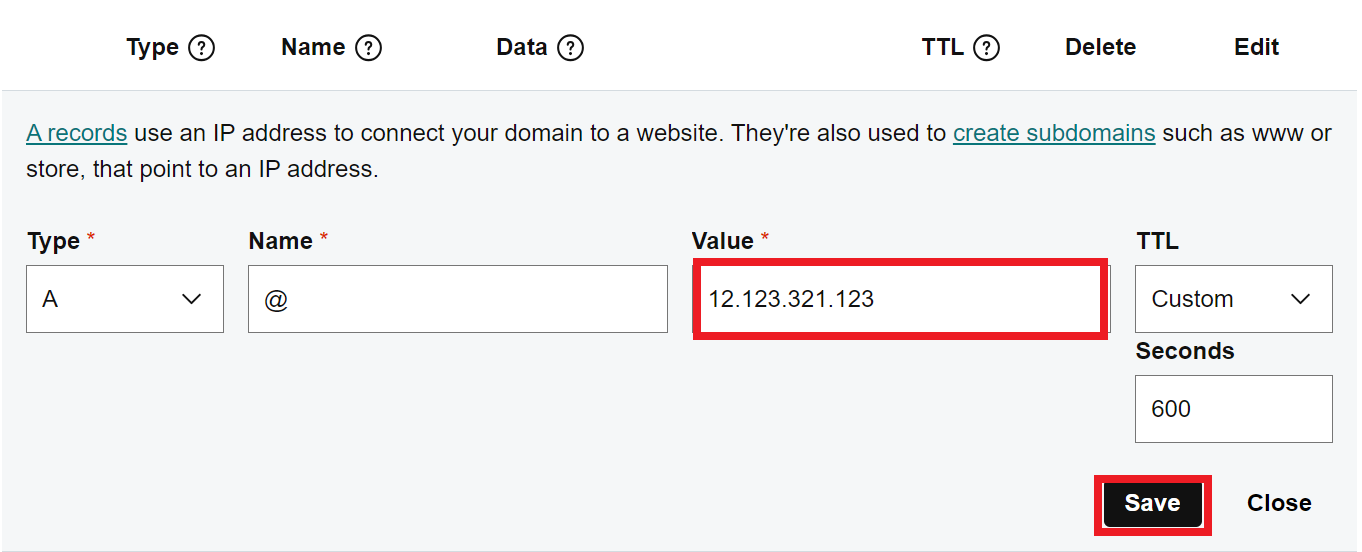 Type ? Name ? Data ? TTL ? Delete Edit
A records use an IP address to connect your domain to a website. They're also used to create subdomains such as www or
store, that point to an IP address.
Type * Name * Value * TTL
A @ 12.123.321.123 Custom
Seconds
600
Save Close